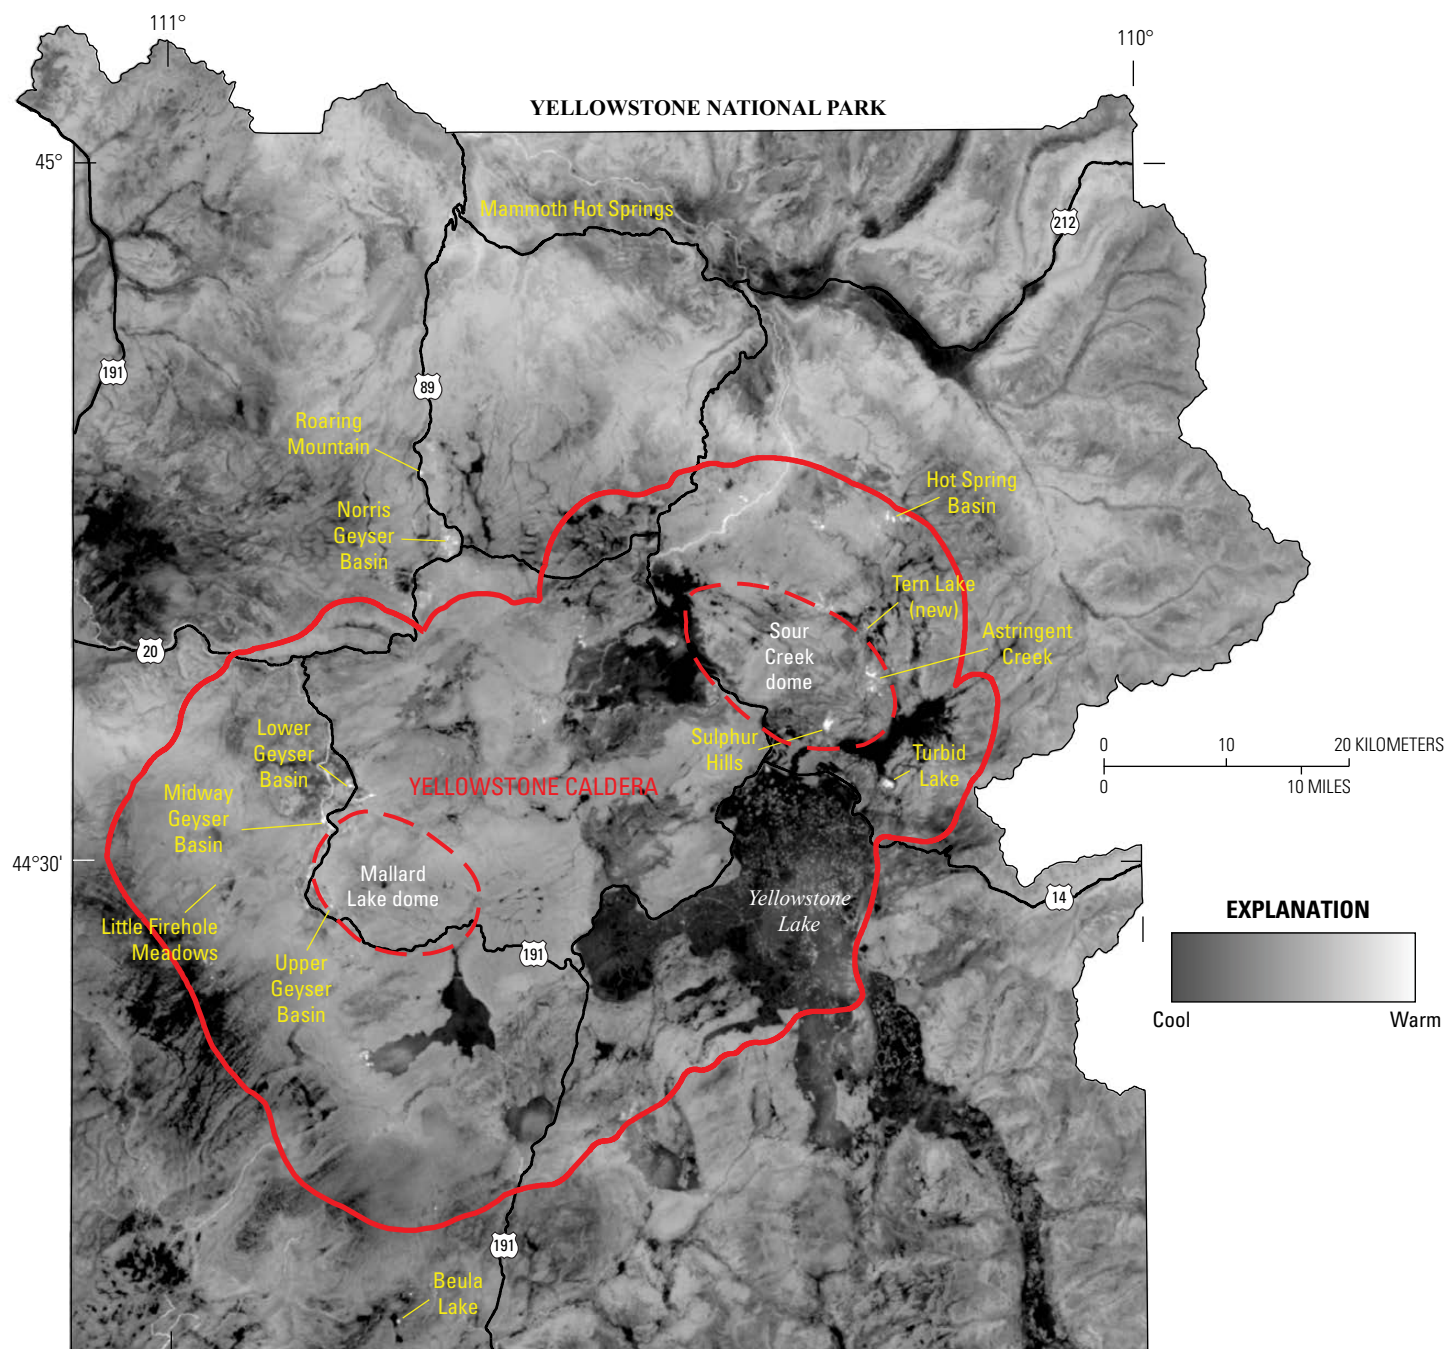 111°
110°
YELLOWSTONE NATIONAL PARK
45°
Mammoth Hot Springs
212
191
89
Roaring
Mountain
Hot Spring
Basin
Norris
Geyser
Basin
Tern Lake
(new)
Sour
Creek
dome
Astringent
Creek
20
Lower
Geyser
Basin
Sulphur
Hills
Turbid
Lake
0 10 20 KILOMETERS
0 10 MILES
YELLOWSTONE CALDERA
Midway
Geyser
Basin
44°30'
Mallard
Lake dome
Yellowstone
Lake
14
EXPLANATION
Little Firehole
Meadows
Upper
Geyser
Basin
191
Cool Warm
191
Beula
Lake